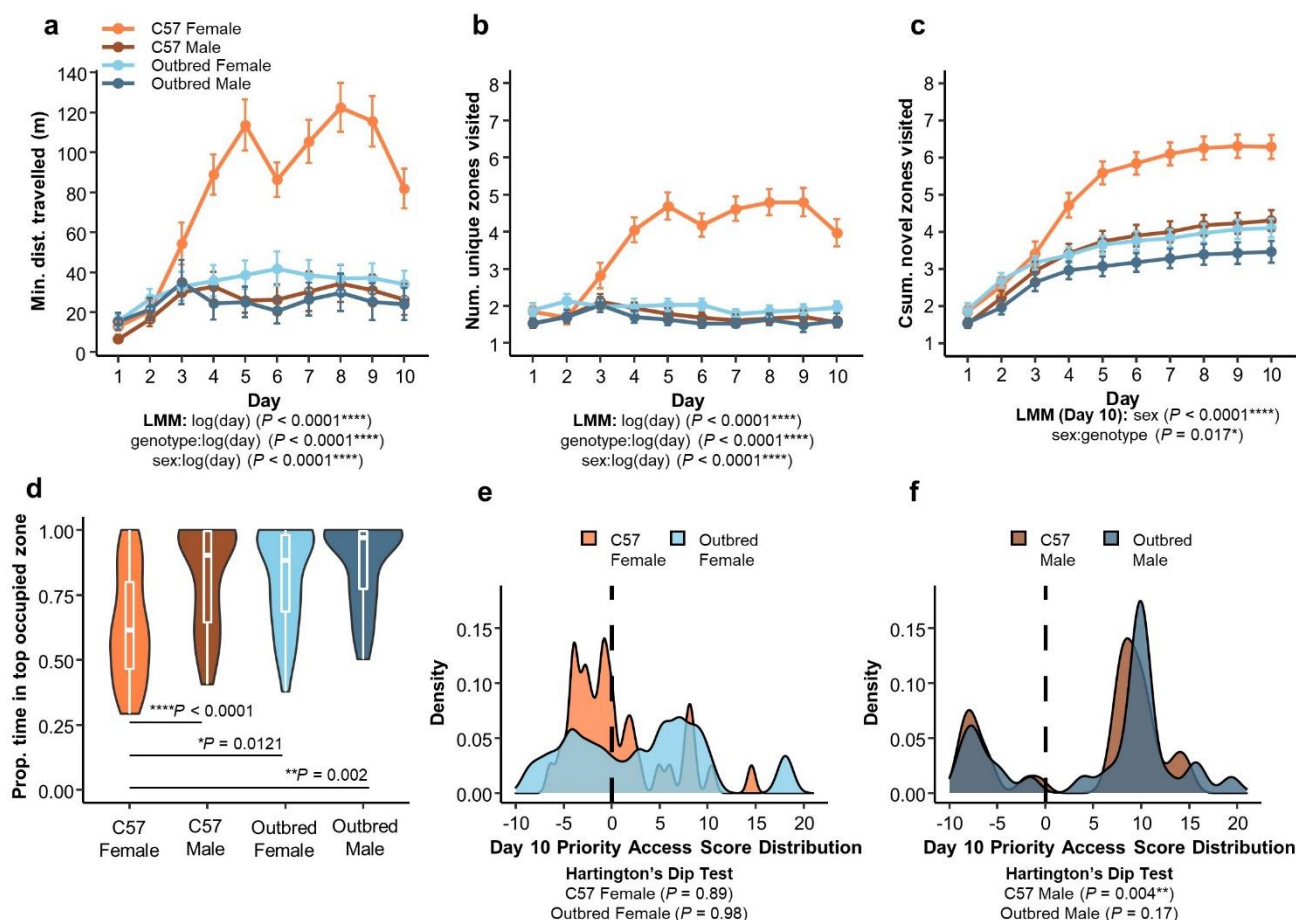 a
C57 Female
C57 Male
Outbred Female
Outbred Male
Min. dist. travelled (m)
140
120
100
80
60
40
20
0
1 2 3 4 5 6 7 8 9 10
Day
LMM: log(day) (P < 0.0001****)
genotype:log(day) (P < 0.0001****)
sex:log(day) (P < 0.0001****)
b
Num. unique zones visited
8
7
6
5
4
3
2
1
1 2 3 4 5 6 7 8 9 10
Day
LMM: log(day) (P < 0.0001****)
genotype:log(day) (P < 0.0001****)
sex:log(day) (P < 0.0001****)
c
Csum. novel zones visited
8
7
6
5
4
3
2
1
1 2 3 4 5 6 7 8 9 10
Day
LMM (Day 10): sex (P < 0.0001****)
sex:genotype (P = 0.017*)
d
Prop. time in top occupied zone
1.00
0.75
0.50
0.25
0.00
****P < 0.0001
*P = 0.0121
**P = 0.002
C57 Female
C57 Male
Outbred Female
Outbred Male
e
C57 Female
Outbred Female
Density
0.15
0.10
0.05
0.00
-10 -5 0 5 10 15 20
Day 10 Priority Access Score Distribution
Hartington's Dip Test
C57 Female (P = 0.89)
Outbred Female (P = 0.98)
f
C57 Male
Outbred Male
Density
0.15
0.10
0.05
0.00
-10 -5 0 5 10 15 20
Day 10 Priority Access Score Distribution
Hartington's Dip Test
C57 Male (P = 0.004**)
Outbred Male (P = 0.17)